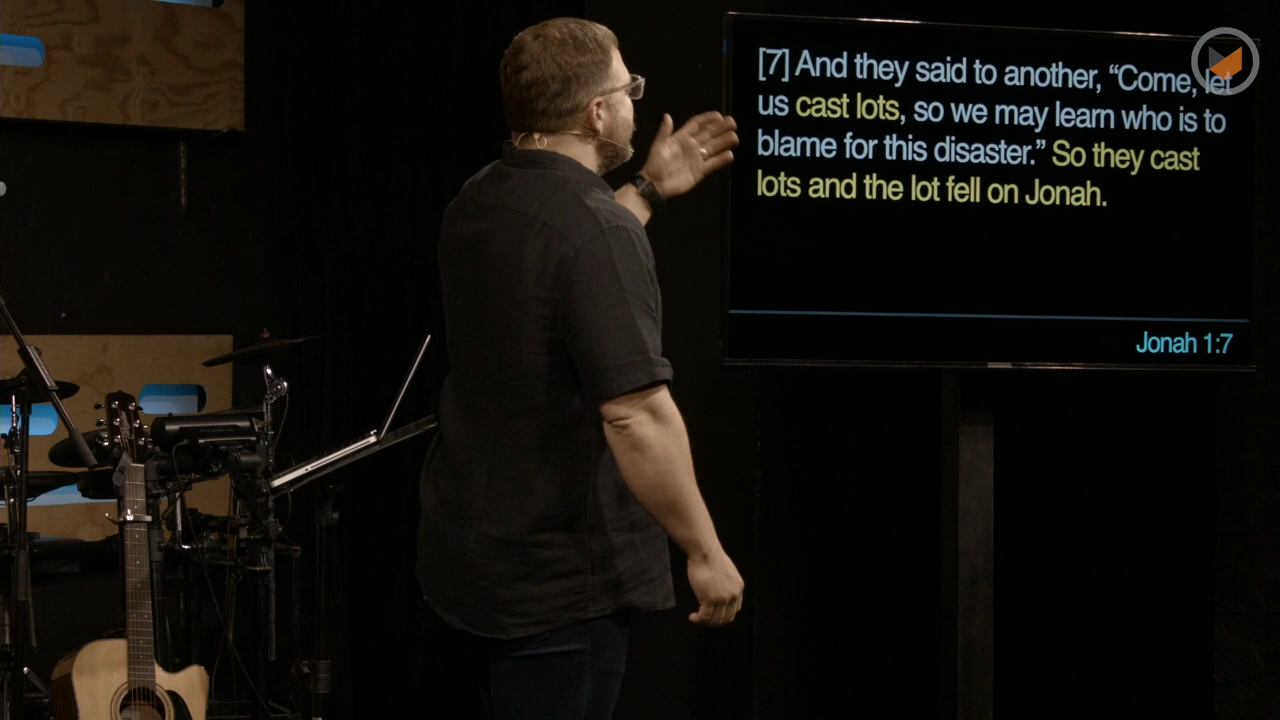 [7] And they said to another, “Come, let
us cast lots, so we may learn who is to
blame for this disaster.” So they cast
lots and the lot fell on Jonah.
Jonah 1:7